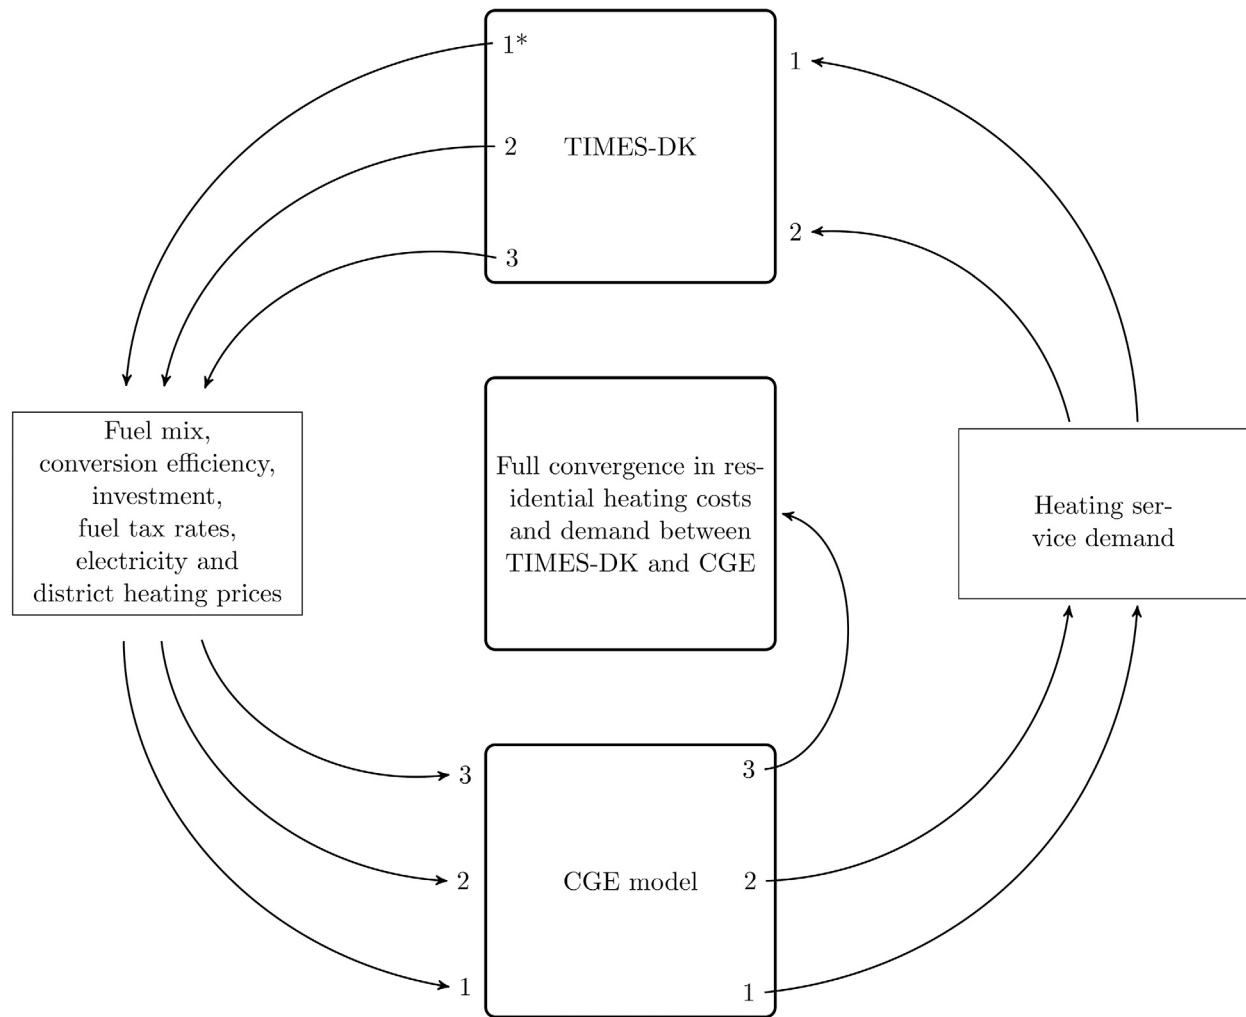 1*
1
2
TIMES-DK
2
3
Fuel mix,
conversion efficiency,
investment,
fuel tax rates,
electricity and
district heating prices
Full convergence in res-
idential heating costs
and demand between
TIMES-DK and CGE
Heating ser-
vice demand
3
3
2
CGE model
2
1
1